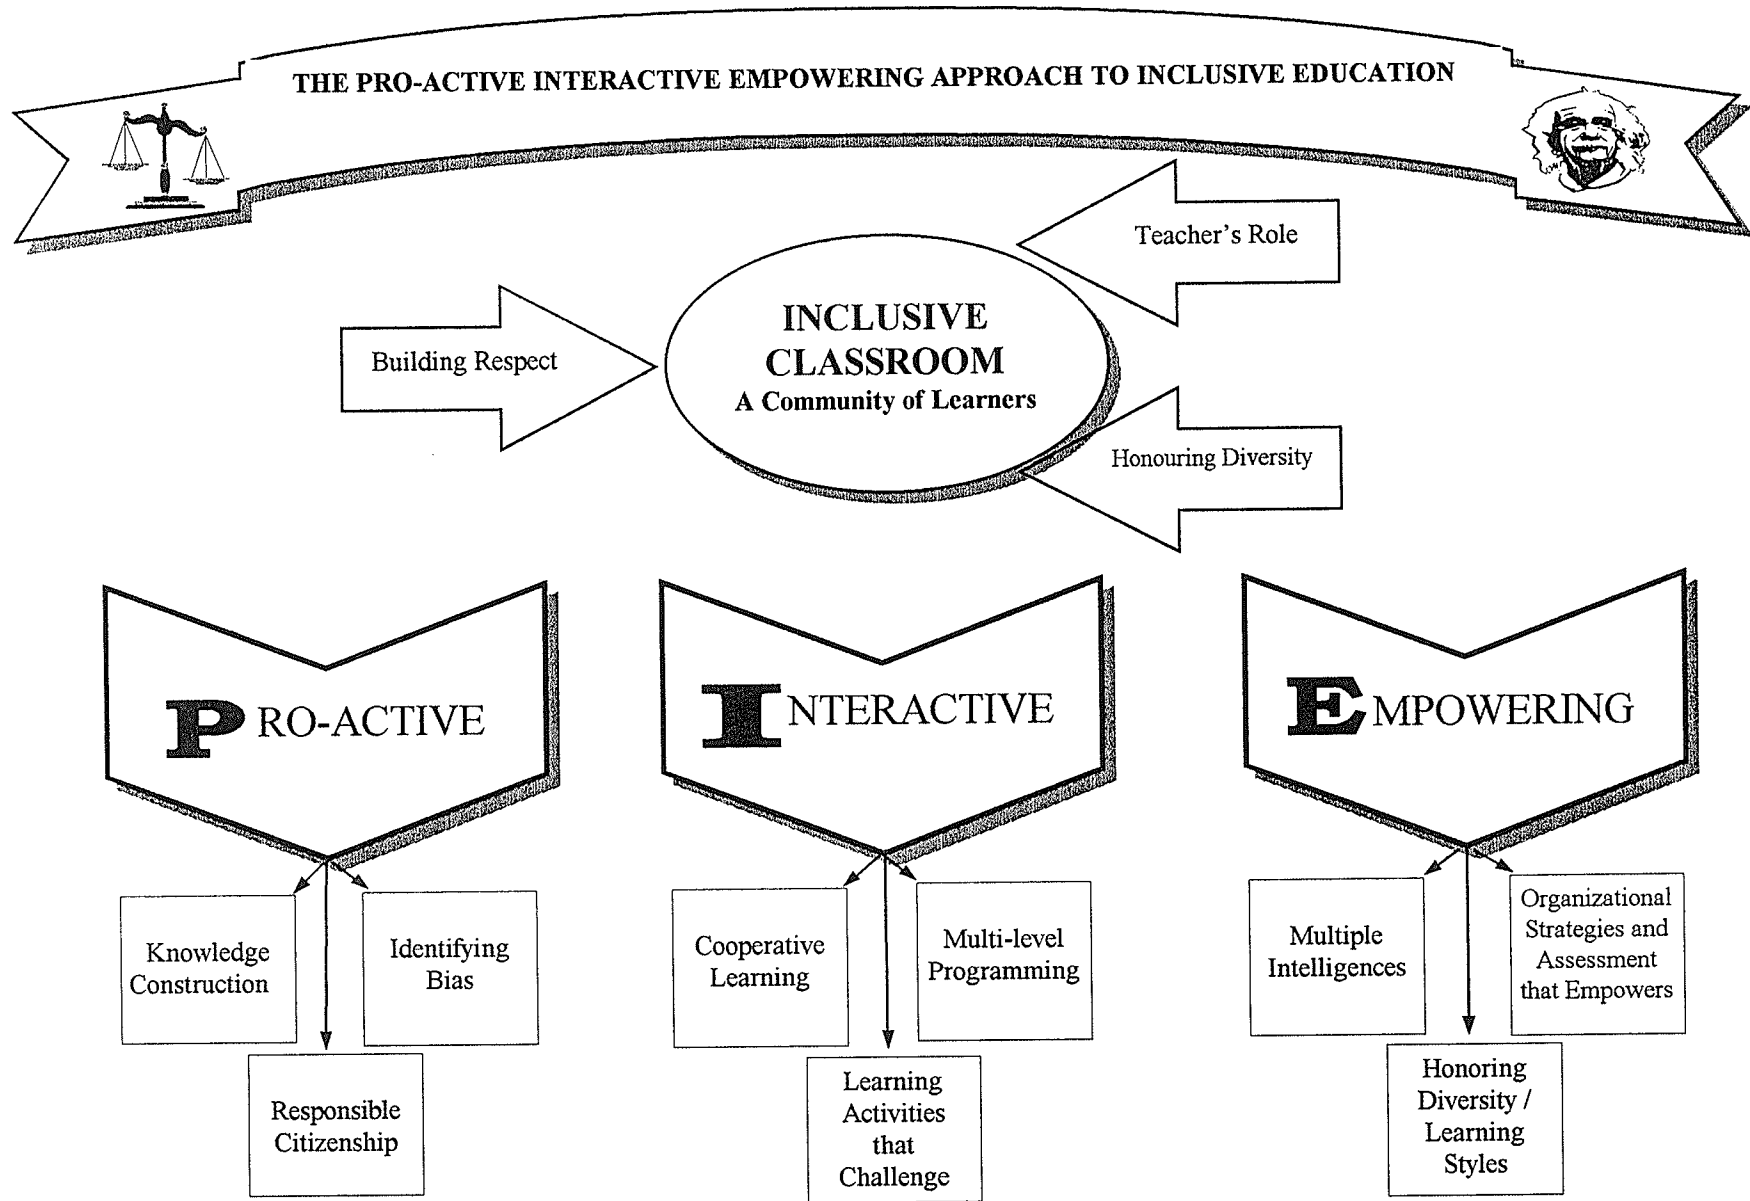 THE PRO-ACTIVE INTERACTIVE EMPOWERING APPROACH TO INCLUSIVE EDUCATION
Teacher's Role
Building Respect
INCLUSIVE
CLASSROOM
A Community of Learners
Honouring Diversity
PRO-ACTIVE
INTERACTIVE
EMPOWERING
Knowledge
Construction
Identifying
Bias
Responsible
Citizenship
Cooperative
Learning
Multi-level
Programming
Learning
Activities
that
Challenge
Multiple
Intelligences
Organizational
Strategies and
Assessment
that Empowers
Honoring
Diversity /
Learning
Styles